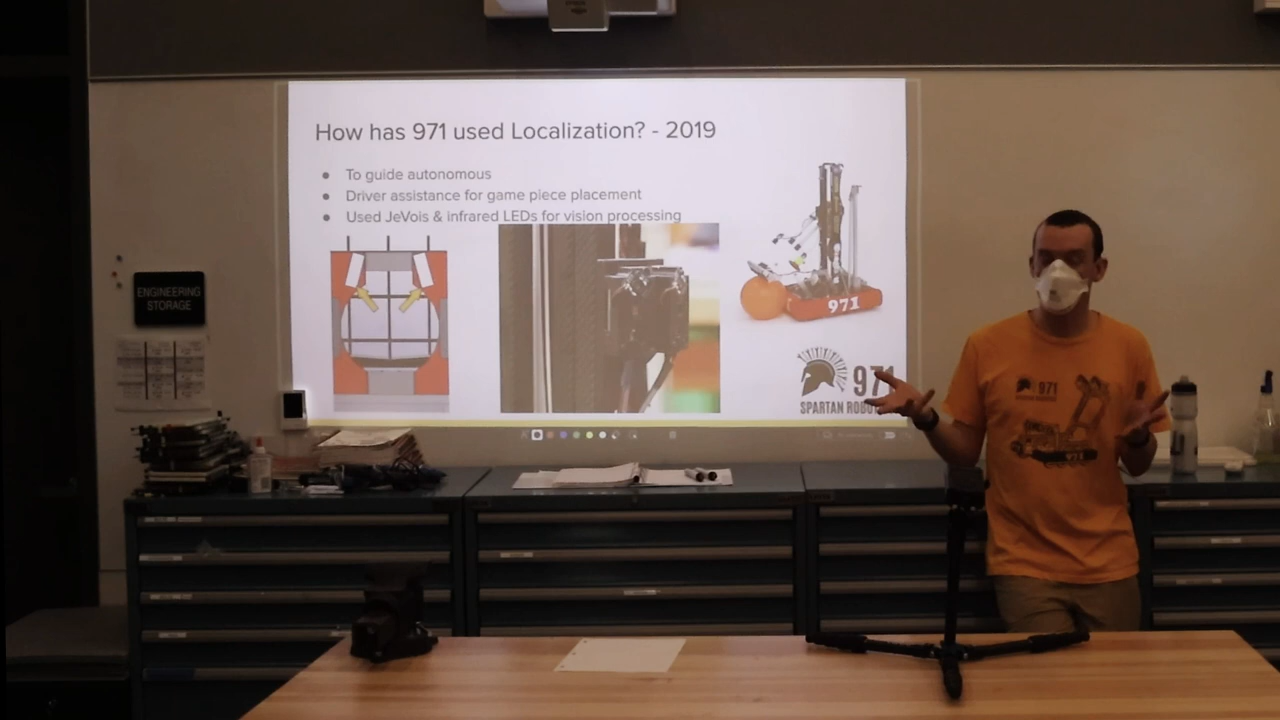 How has 971 used Localization? - 2019
● To guide autonomous
● Driver assistance for game piece placement
● Used JeVois & infrared LEDs for vision processing
971
971
SPARTAN
ENGINEERING
STORAGE
971
971